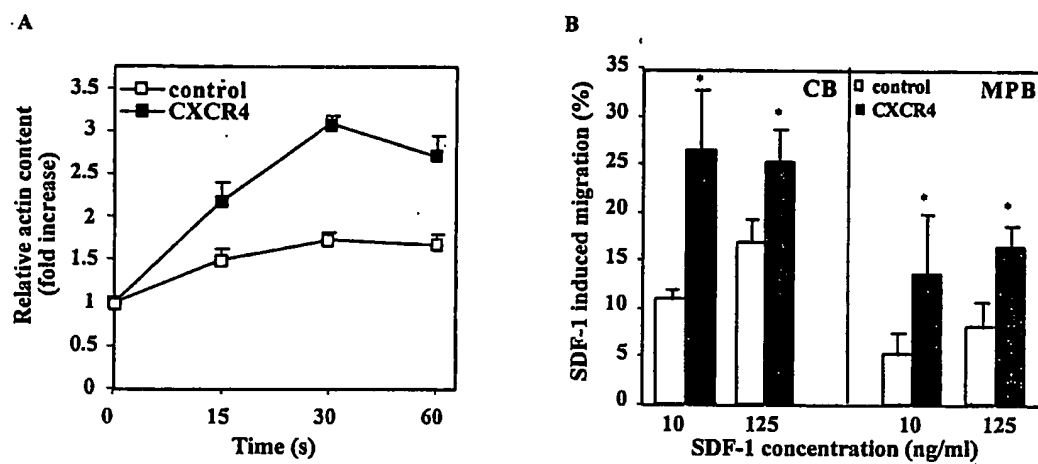 A
Relative actin content
(fold increase)
3.5
3
2.5
2
1.5
1
0.5
0
control
CXCR4
0 15 30 60
Time (s)
B
SDF-1 induced migration (%)
35
30
25
20
15
10
5
0
* CB
*
control MPB
CXCR4
*
*
10 125 10 125
SDF-1 concentration (ng/ml)